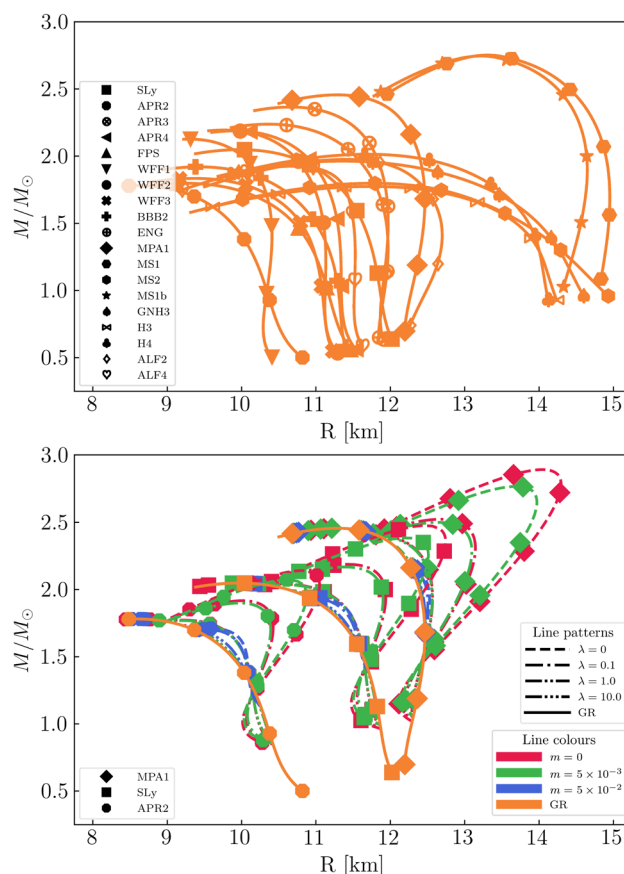 3.0
2.5
2.0
1.5
1.0
0.5
M/M⊙
SLy
APR2
APR3
APR4
FPS
WFF1
WFF2
WFF3
BBB2
ENG
MPA1
MS1
MS2
MS1b
GNH3
H3
H4
ALF2
ALF4
8 9 10 11 12 13 14 15
R [km]
3.0
2.5
2.0
1.5
1.0
0.5
M/M⊙
Line patterns
λ = 0
λ = 0.1
λ = 1.0
λ = 10.0
GR
Line colours
m = 0
m = 5 × 10⁻³
m = 5 × 10⁻²
GR
MPA1
SLy
APR2
8 9 10 11 12 13 14 15
R [km]